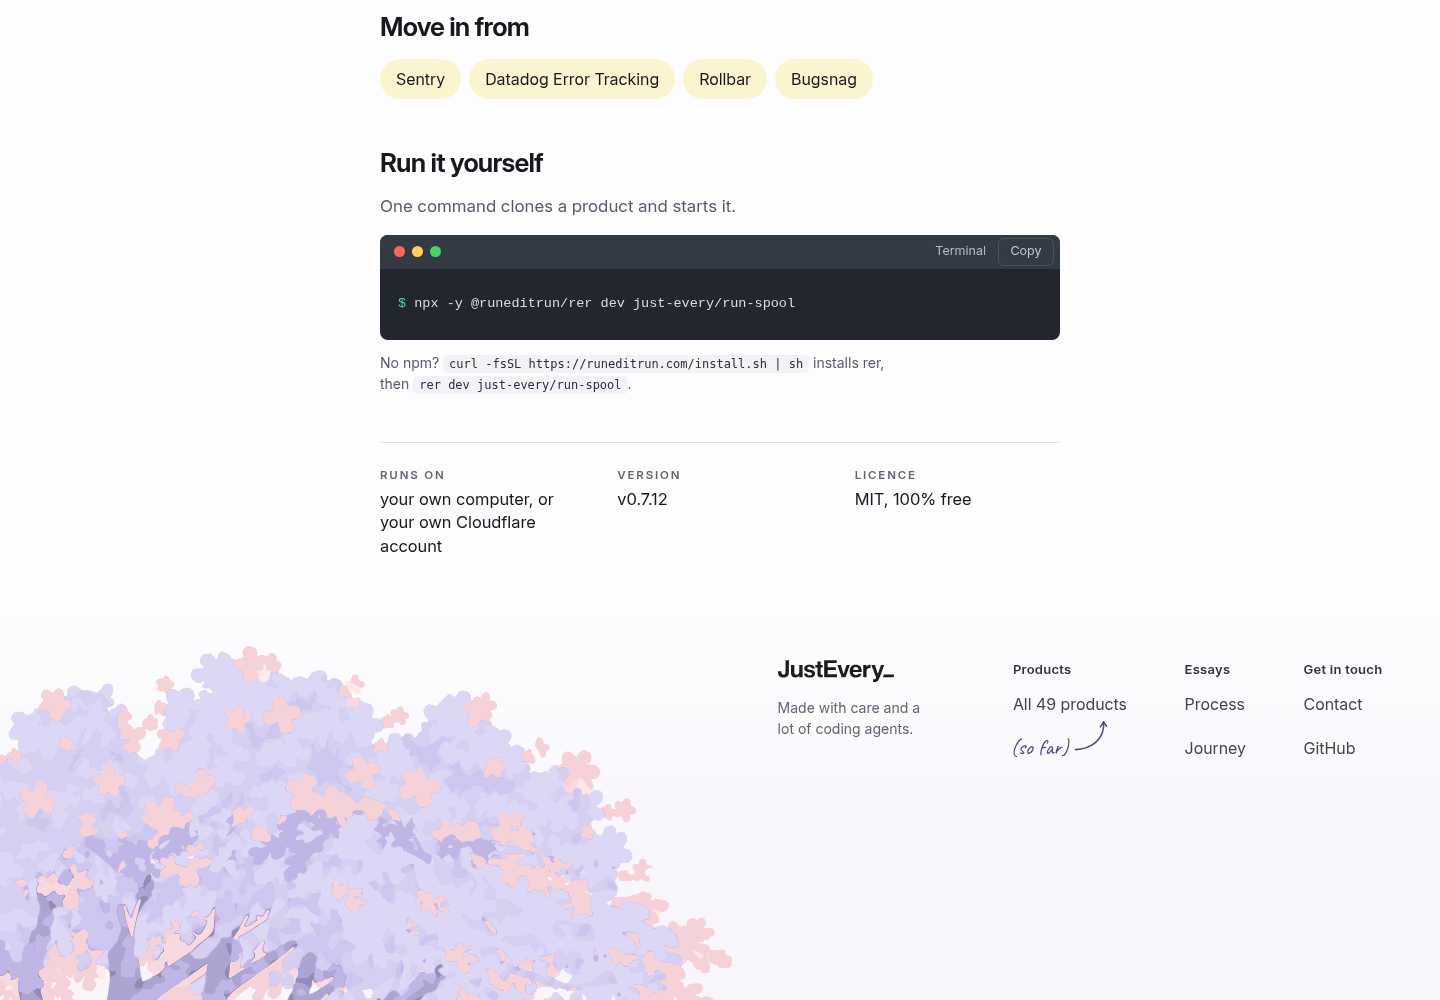 Move in from
Sentry
Datadog Error Tracking
Rollbar
Bugsnag
Run it yourself
One command clones a product and starts it.
Terminal
Copy
$ npx -y @runeditrun/rer dev just-every/run-spool
No npm? curl -fsSL https://runeditrun.com/install.sh | sh installs rer,
then rer dev just-every/run-spool.
RUNS ON
your own computer, or
your own Cloudflare
account
VERSION
v0.7.12
LICENCE
MIT, 100% free
JustEvery_
Made with care and a
lot of coding agents.
Products
All 49 products
(so far)
Essays
Process
Journey
Get in touch
Contact
GitHub